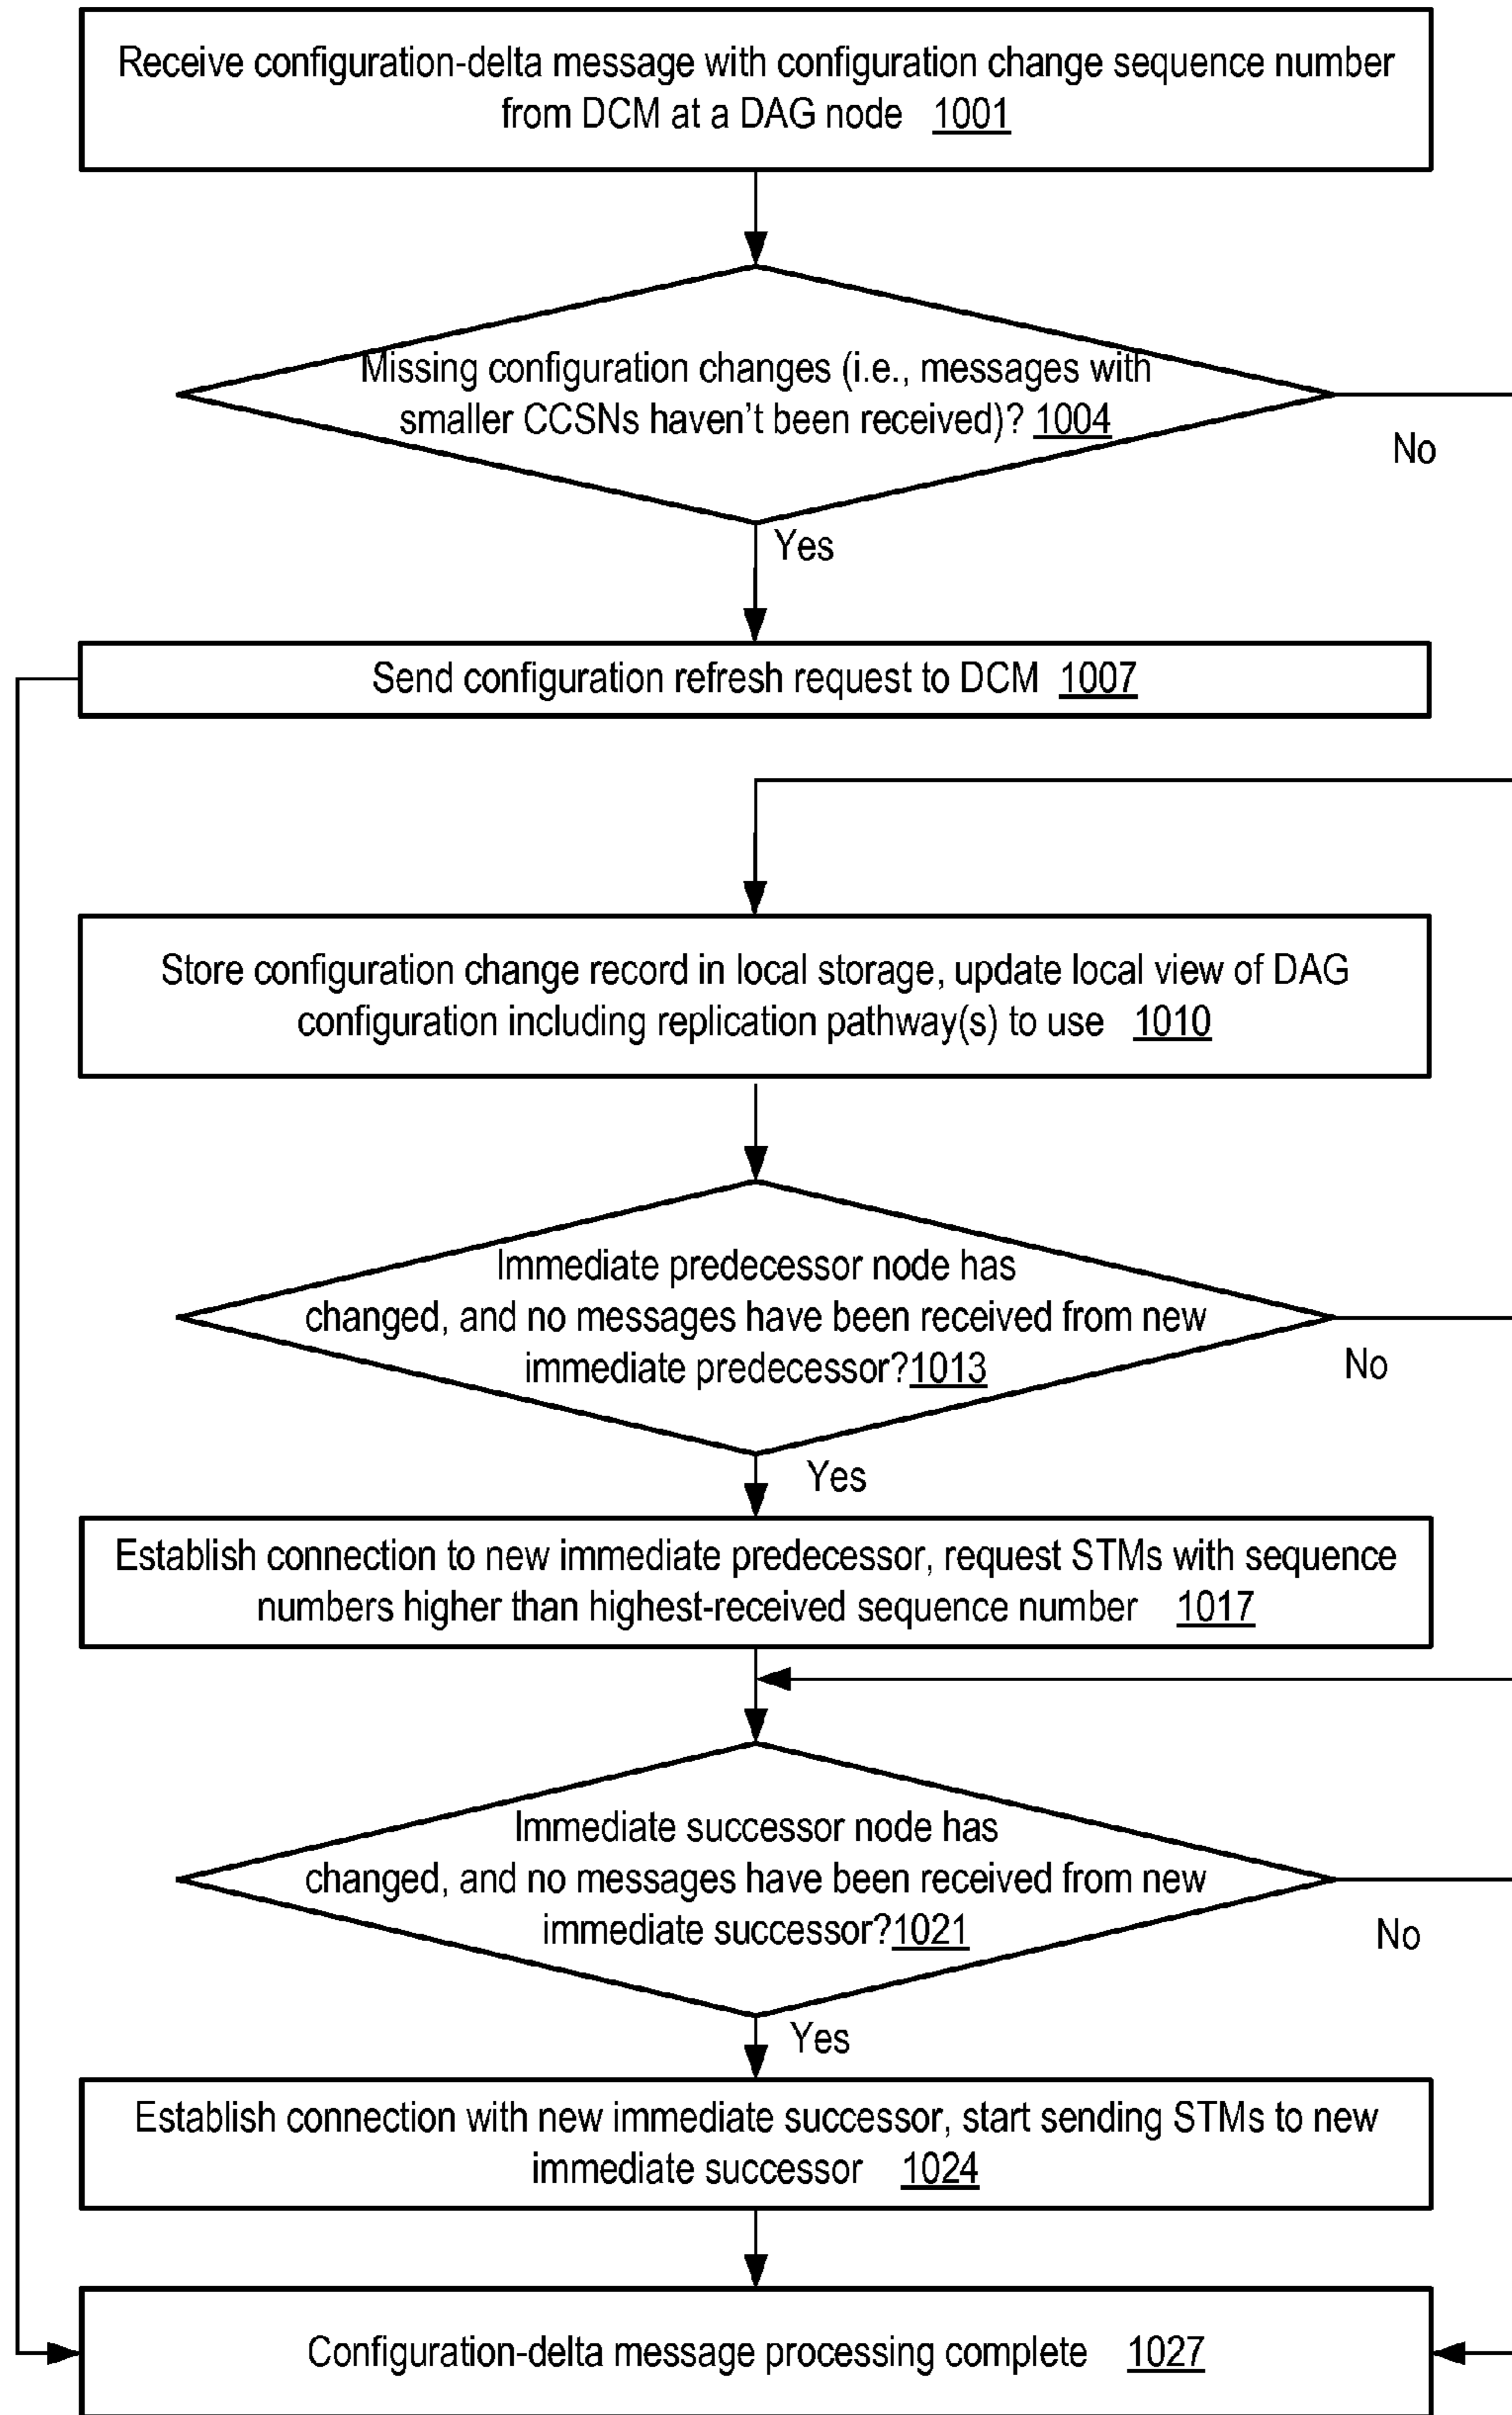 Receive configuration-delta message with configuration change sequence number
from DCM at a DAG node 1001
Missing configuration changes (i.e., messages with
smaller CCSNs haven't been received)? 1004
No
Yes
Send configuration refresh request to DCM 1007
Store configuration change record in local storage, update local view of DAG
configuration including replication pathway(s) to use 1010
Immediate predecessor node has
changed, and no messages have been received from new
immediate predecessor?1013
No
Yes
Establish connection to new immediate predecessor, request STMs with sequence
numbers higher than highest-received sequence number 1017
Immediate successor node has
changed, and no messages have been received from new
immediate successor?1021
No
Yes
Establish connection with new immediate successor, start sending STMs to new
immediate successor 1024
Configuration-delta message processing complete 1027